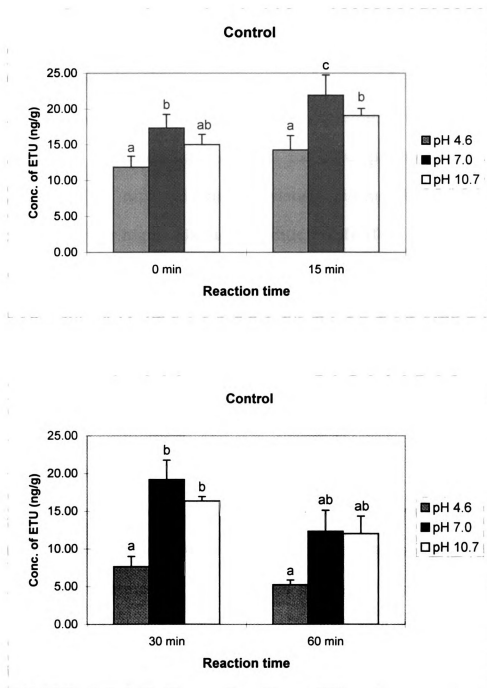 Control
Conc. of ETU (ng/g)
25.00
20.00
15.00
10.00
5.00
0.00
a
b
ab
a
c
b
0 min
15 min
Reaction time
pH 4.6
pH 7.0
pH 10.7
Control
Conc. of ETU (ng/g)
25.00
20.00
15.00
10.00
5.00
0.00
a
b
b
a
ab
ab
30 min
60 min
Reaction time
pH 4.6
pH 7.0
pH 10.7